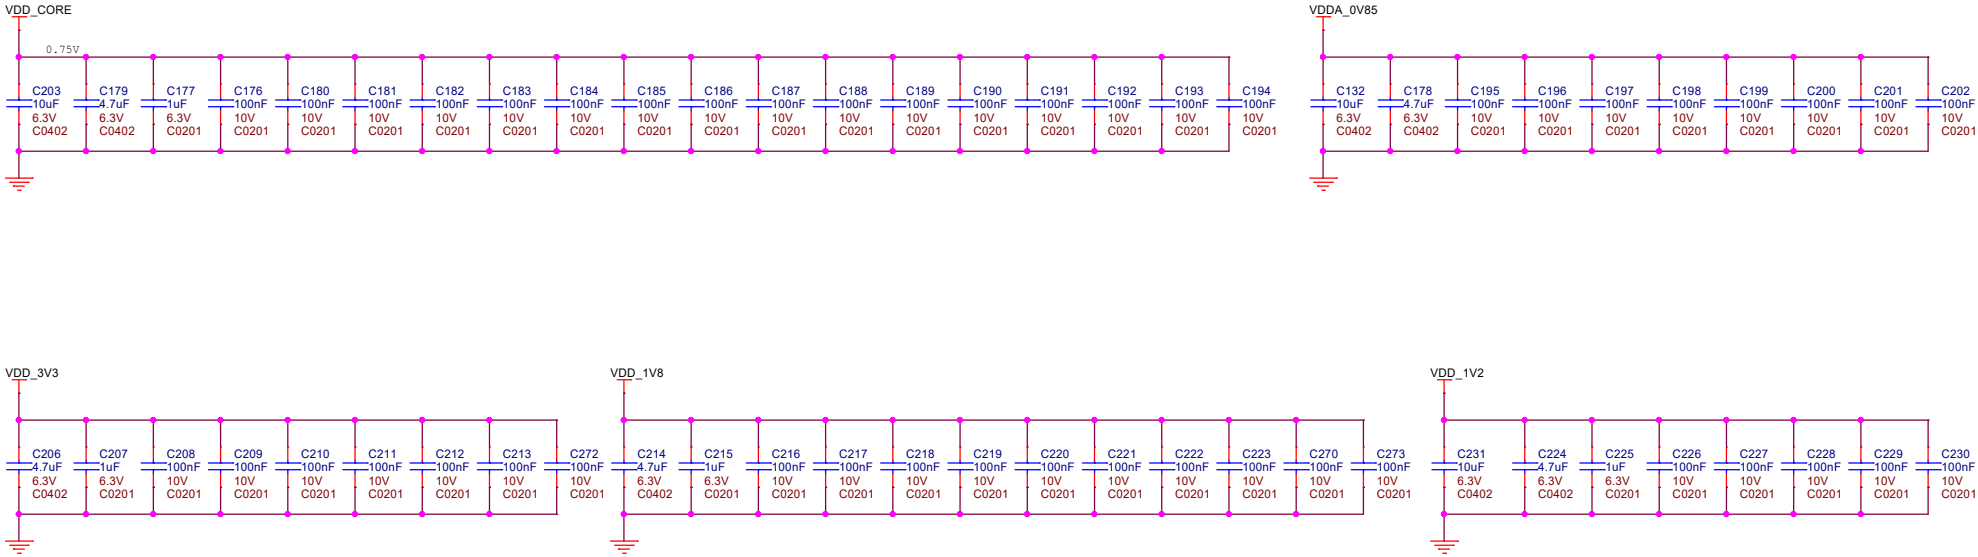 VDD_CORE
0.75V
C203
10uF
6.3V
C0402
C179
4.7uF
6.3V
C0402
C177
1uF
6.3V
C0201
C176
100nF
10V
C0201
C180
100nF
10V
C0201
C181
100nF
10V
C0201
C182
100nF
10V
C0201
C183
100nF
10V
C0201
C184
100nF
10V
C0201
C185
100nF
10V
C0201
C186
100nF
10V
C0201
C187
100nF
10V
C0201
C188
100nF
10V
C0201
C189
100nF
10V
C0201
C190
100nF
10V
C0201
C191
100nF
10V
C0201
C192
100nF
10V
C0201
C193
100nF
10V
C0201
C194
100nF
10V
C0201
VDDA_0V85
C132
10uF
6.3V
C0402
C178
4.7uF
6.3V
C0402
C195
100nF
10V
C0201
C196
100nF
10V
C0201
C197
100nF
10V
C0201
C198
100nF
10V
C0201
C199
100nF
10V
C0201
C200
100nF
10V
C0201
C201
100nF
10V
C0201
C202
100nF
10V
C0201
VDD_3V3
C206
4.7uF
6.3V
C0402
C207
1uF
6.3V
C0201
C208
100nF
10V
C0201
C209
100nF
10V
C0201
C210
100nF
10V
C0201
C211
100nF
10V
C0201
C212
100nF
10V
C0201
C213
100nF
10V
C0201
C272
100nF
10V
C0201
VDD_1V8
C214
4.7uF
6.3V
C0402
C215
1uF
6.3V
C0201
C216
100nF
10V
C0201
C217
100nF
10V
C0201
C218
100nF
10V
C0201
C219
100nF
10V
C0201
C220
100nF
10V
C0201
C221
100nF
10V
C0201
C222
100nF
10V
C0201
C223
100nF
10V
C0201
C270
100nF
10V
C0201
C273
100nF
10V
C0201
VDD_1V2
C231
10uF
6.3V
C0402
C224
4.7uF
6.3V
C0402
C225
1uF
6.3V
C0201
C226
100nF
10V
C0201
C227
100nF
10V
C0201
C228
100nF
10V
C0201
C229
100nF
10V
C0201
C230
100nF
10V
C0201